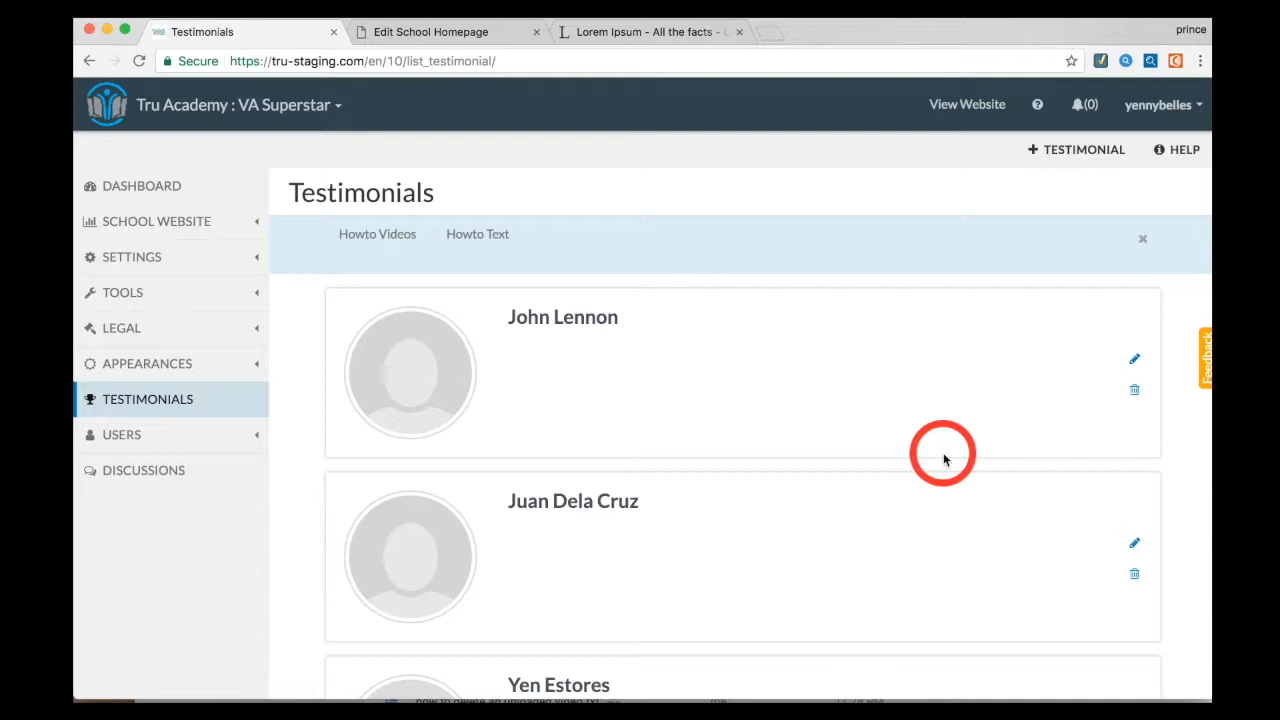 Testimonials
Edit School Homepage
Lorem Ipsum - All the facts - L
prince
Secure
https://tru-staging.com/en/10/list_testimonial/
Tru Academy : VA Superstar
View Website
(0)
yennybelles
TESTIMONIAL
HELP
DASHBOARD
SCHOOL WEBSITE
SETTINGS
TOOLS
LEGAL
APPEARANCES
TESTIMONIALS
USERS
DISCUSSIONS
Testimonials
Howto Videos
Howto Text
John Lennon
Feedback
Juan Dela Cruz
Yen Estores